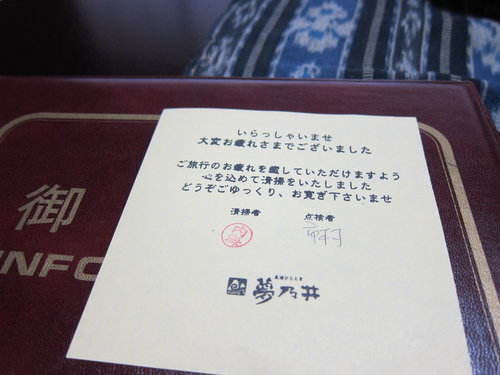 いらっしゃいませ
大変お疲れさまでございました
ご旅行のお疲れを癒していただけますよう
心を込めて清掃をいたしました
どうぞごゆっくり、お寛ぎ下さいませ
清掃者
点検者
夢乃井
御
INFO